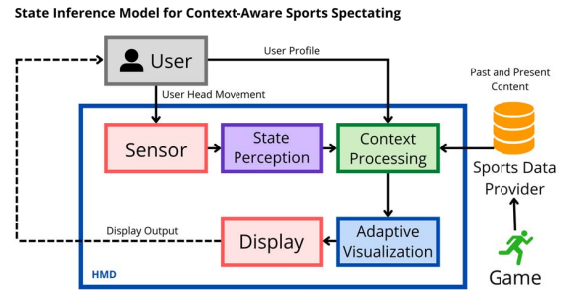 State Inference Model for Context-Aware Sports Spectating
User
User Profile
Past and Present
Content
User Head Movement
Sensor
State
Perception
Context
Processing
Sports Data
Provider
Display Output
Display
Adaptive
Visualization
HMD
Game